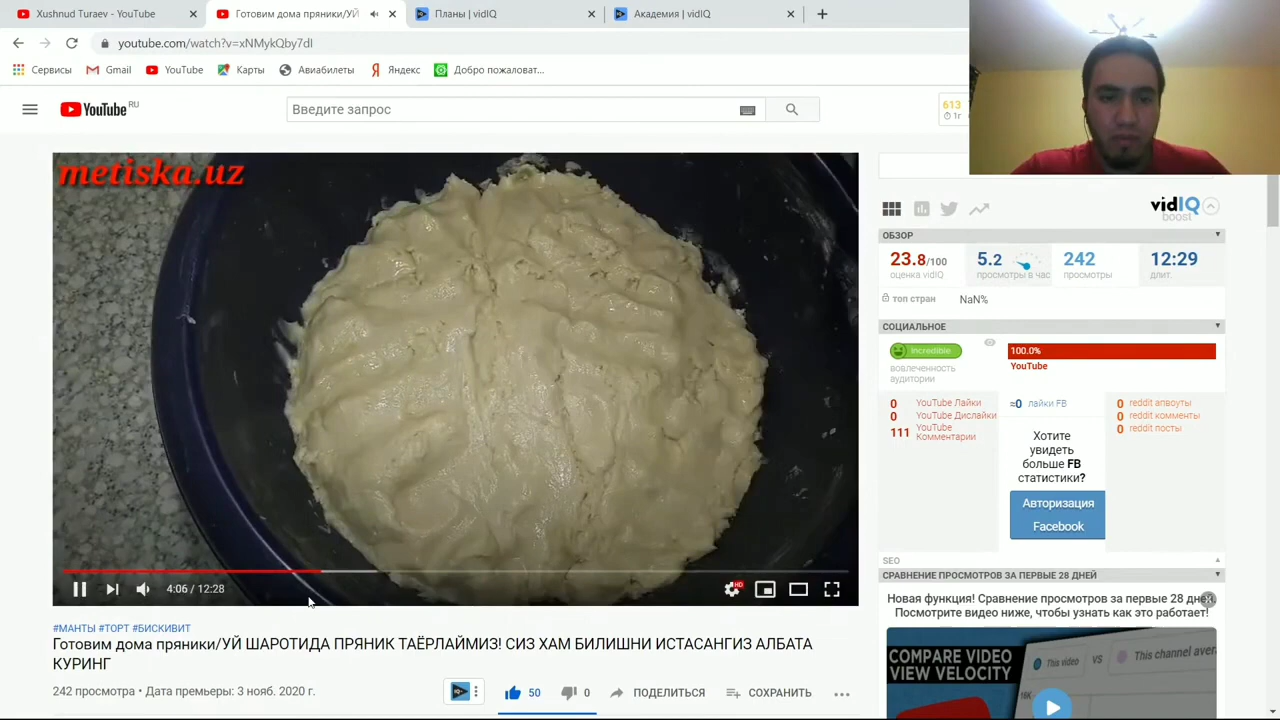 Xushnud Turaev - YouTube
Готовим дома пряники/УЙ
Планы | vidIQ
Академия | vidIQ
youtube.com/watch?v=xNMykQby7dI
Сервисы
Gmail
YouTube
Карты
Авиабилеты
Яндекс
Добро пожаловат...
YouTube RU
Введите запрос
613
1г
metiska.uz
vidIQ
boost
ОБЗОР
23.8/100
оценка vidIQ
5.2
просмотры в час
242
просмотры
12:29
длит.
топ стран
NaN%
СОЦИАЛЬНОЕ
Incredible
вовлеченность
аудитории
100.0%
YouTube
0 YouTube Лайки
0 YouTube Дислайки
111 YouTube
Комментарии
≈0 лайки FB
Хотите
увидеть
больше FB
статистики?
Авторизация
Facebook
0 reddit апвоуты
0 reddit комменты
0 reddit посты
SEO
СРАВНЕНИЕ ПРОСМОТРОВ ЗА ПЕРВЫЕ 28 ДНЕЙ
Новая функция! Сравнение просмотров за первые 28 дней.
Посмотрите видео ниже, чтобы узнать как это работает!
COMPARE VIDEO
VIEW VELOCITY
This video
VS
This channel aver
16K
4:06 / 12:28
HD
#МАНТЫ #ТОРТ #БИСКИВИТ
Готовим дома пряники/УЙ ШАРОТИДА ПРЯНИК ТАЁРЛАЙМИЗ! СИЗ ХАМ БИЛИШНИ ИСТАСАНГИЗ АЛБАТА
КУРИНГ
242 просмотра • Дата премьеры: 3 нояб. 2020 г.
50
0
ПОДЕЛИТЬСЯ
СОХРАНИТЬ